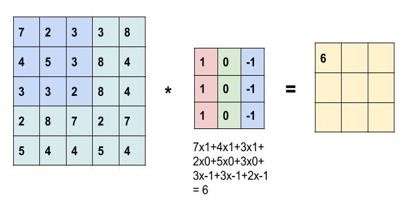 7 2 3 3 8
4 5 3 8 4
3 3 2 8 4
2 8 7 2 7
5 4 4 5 4
*
1 0 -1
1 0 -1
1 0 -1
=
6
7x1+4x1+3x1+
2x0+5x0+3x0+
3x-1+3x-1+2x-1
= 6